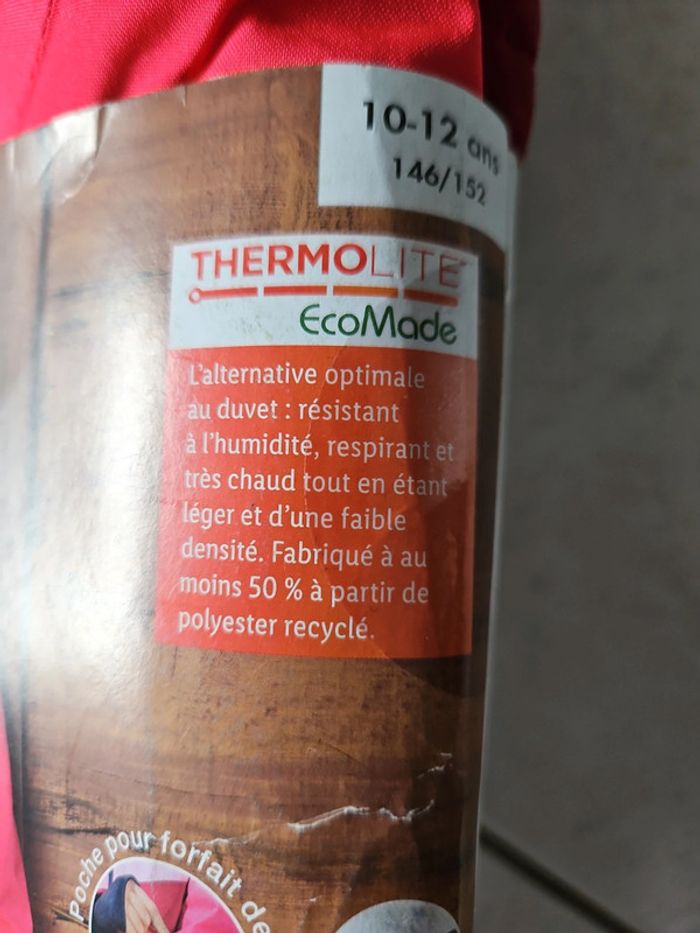 10-12 ans
146/152
THERMOLITE
EcoMade
L'alternative optimale
au duvet : résistant
à l'humidité, respirant et
très chaud tout en étant
léger et d'une faible
densité. Fabriqué à au
moins 50 % à partir de
polyester recyclé.
Poche pour forfait de